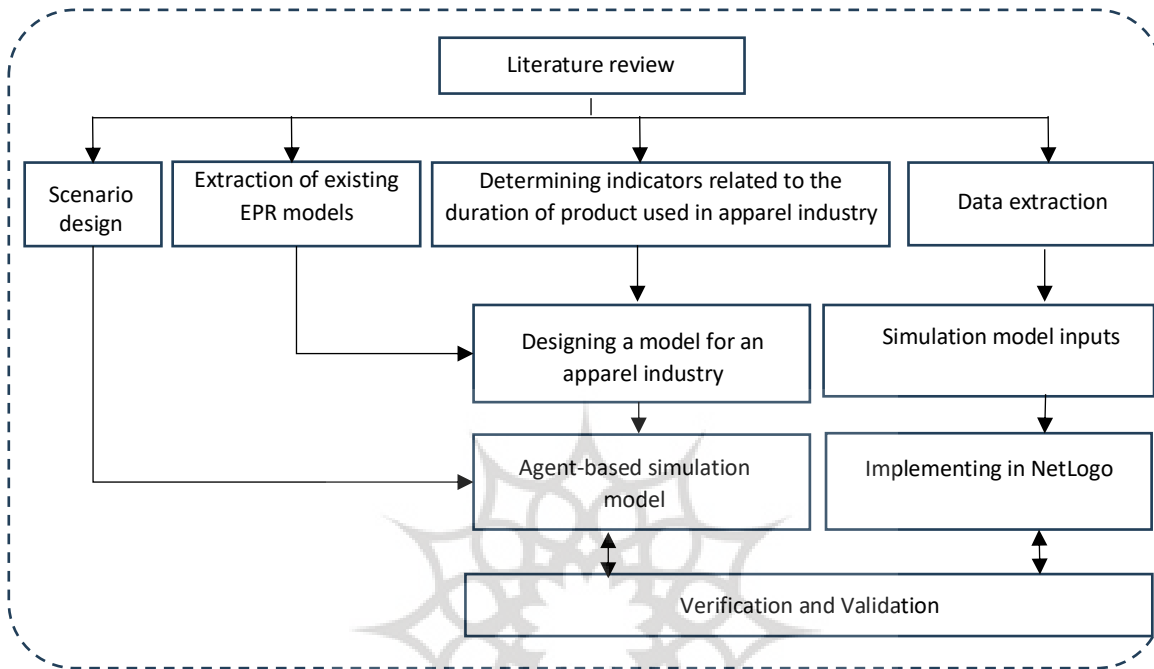 Literature review
Scenario
design
Extraction of existing
EPR models
Determining indicators related to the
duration of product used in apparel industry
Data extraction
Designing a model for an
apparel industry
Simulation model inputs
Agent-based simulation
model
Implementing in NetLogo
Verification and Validation